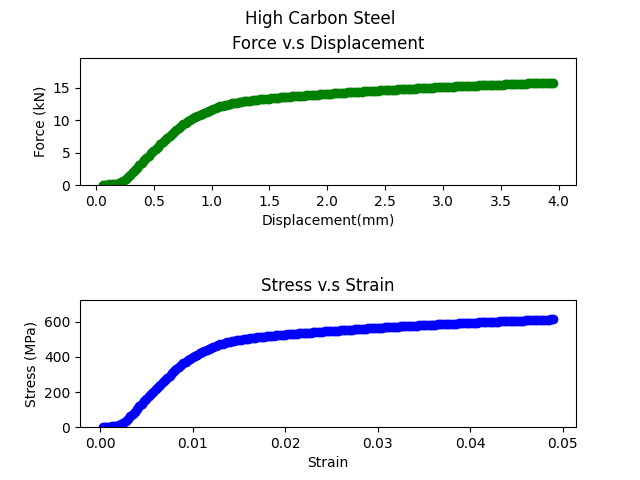 High Carbon Steel
Force v.s Displacement
Force (kN)
15
10
5
0
0.0 0.5 1.0 1.5 2.0 2.5 3.0 3.5 4.0
Displacement(mm)
Stress v.s Strain
Stress (MPa)
600
400
200
0
0.00 0.01 0.02 0.03 0.04 0.05
Strain